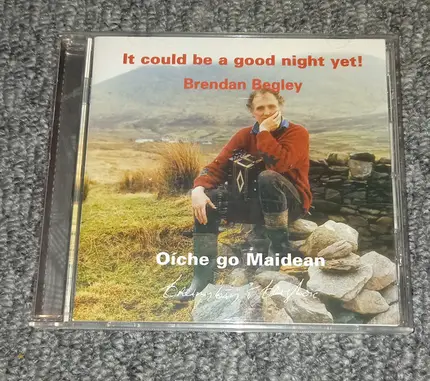 It could be a good night yet!
Brendan Begley
Oíche go Maidean